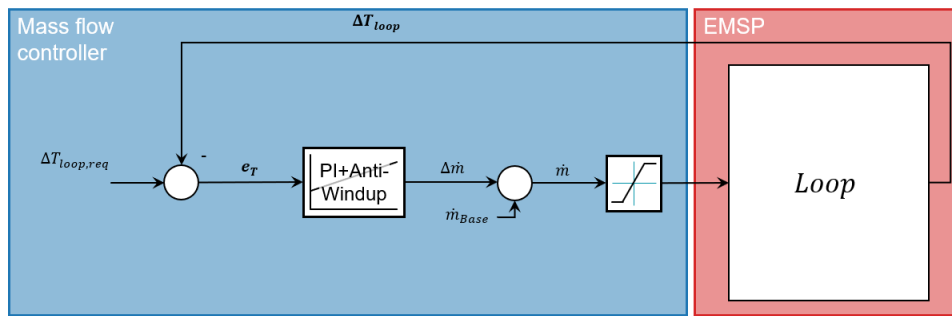 Mass flow
controller
ΔT_loop
EMSP
ΔT_loop,req
-
e_T
PI+Anti-
Windup
Δṁ
ṁ_Base
ṁ
Loop